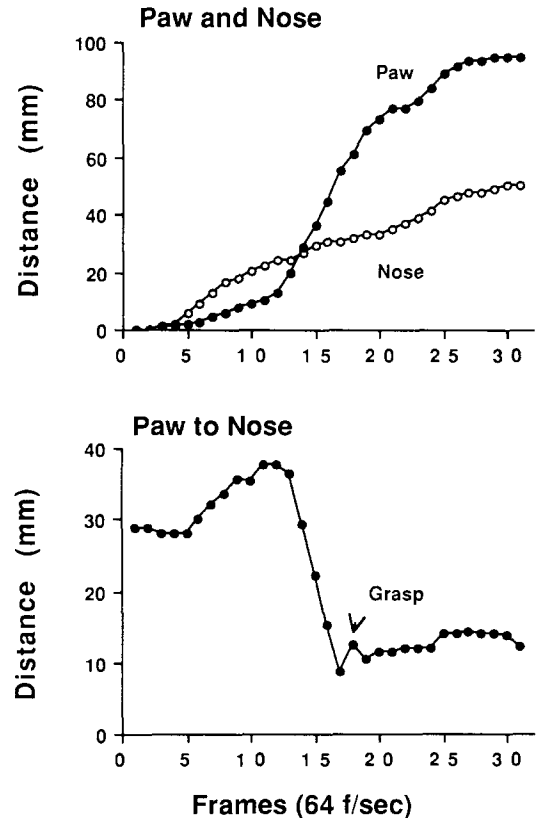 Paw and Nose
100
80
60
40
20
0
Distance (mm)
Paw
Nose
0 5 10 15 20 25 30
Paw to Nose
40
30
20
10
0
Distance (mm)
Grasp
0 5 10 15 20 25 30
Frames (64 f/sec)